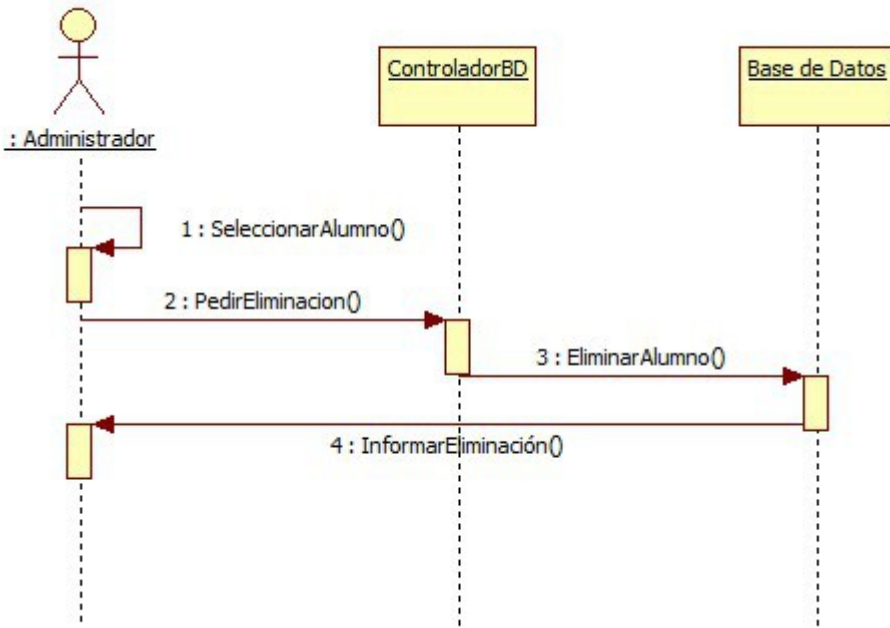 ControladorBD
Base de Datos
: Administrador
1 : SeleccionarAlumno()
2 : PedirEliminacion()
3 : EliminarAlumno()
4 : InformarEliminación()